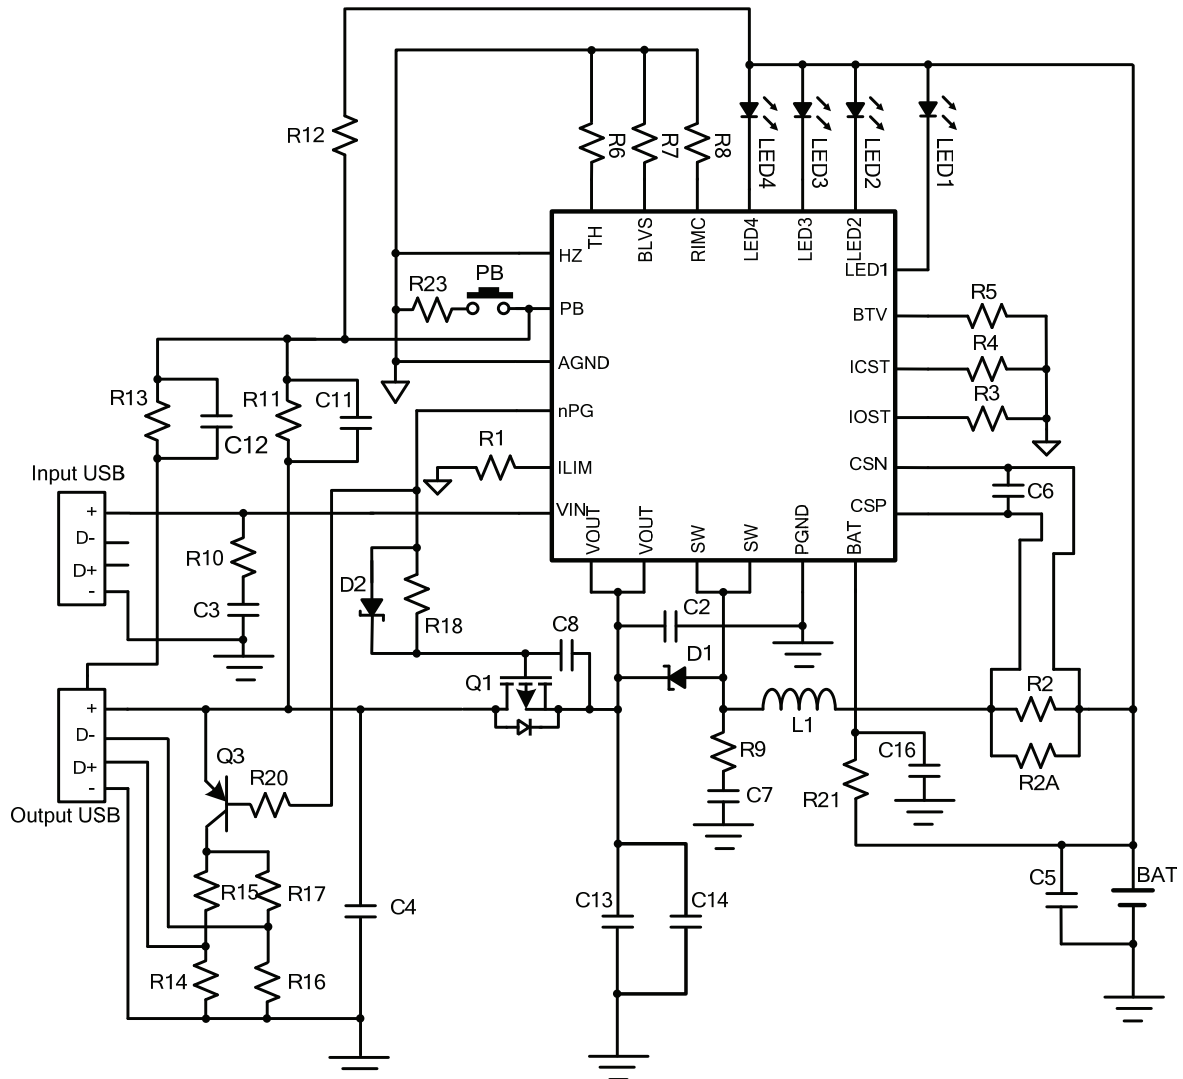 R12
R6
R7
R8
LED4
LED3
LED2
LED1
TH
BLVS
RIMC
LED4
LED3
LED2
LED1
HZ
R23
PB
PB
BTV
R5
AGND
ICST
R4
R13
R11
C11
nPG
IOST
R3
C12
R1
ILIM
CSN
Input USB
C6
+
VIN
CSP
D-
R10
VOUT
VOUT
SW
SW
PGND
BAT
D+
-
C3
D2
R18
C8
C2
D1
Q1
R2
+
L1
D-
Q3
R9
C16
D+
R20
R2A
-
C7
R21
Output USB
R15
R17
C5
BAT
C4
C13
C14
R14
R16